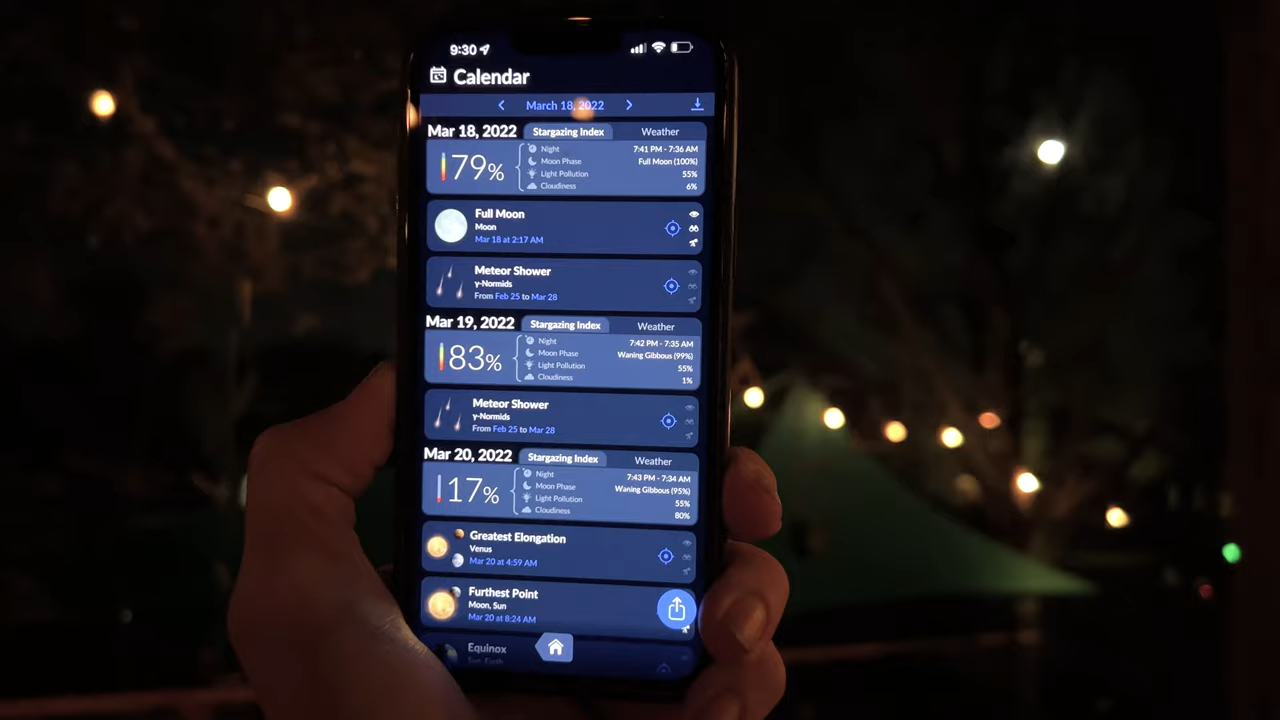 9:30
Calendar
March 18, 2022
Mar 18, 2022 Stargazing Index Weather
79%
Night 7:41 PM - 7:36 AM
Moon Phase Full Moon (100%)
Light Pollution 55%
Cloudiness 6%
Full Moon
Moon
Mar 18 at 2:17 AM
Meteor Shower
γ-Normids
From Feb 25 to Mar 28
Mar 19, 2022 Stargazing Index Weather
83%
Night 7:42 PM - 7:35 AM
Moon Phase Waning Gibbous (99%)
Light Pollution 55%
Cloudiness 1%
Meteor Shower
γ-Normids
From Feb 25 to Mar 28
Mar 20, 2022 Stargazing Index Weather
17%
Night 7:43 PM - 7:34 AM
Moon Phase Waning Gibbous (95%)
Light Pollution 55%
Cloudiness 80%
Greatest Elongation
Venus
Mar 20 at 4:59 AM
Furthest Point
Moon, Sun
Mar 20 at 8:24 AM
Equinox
Sun, Earth